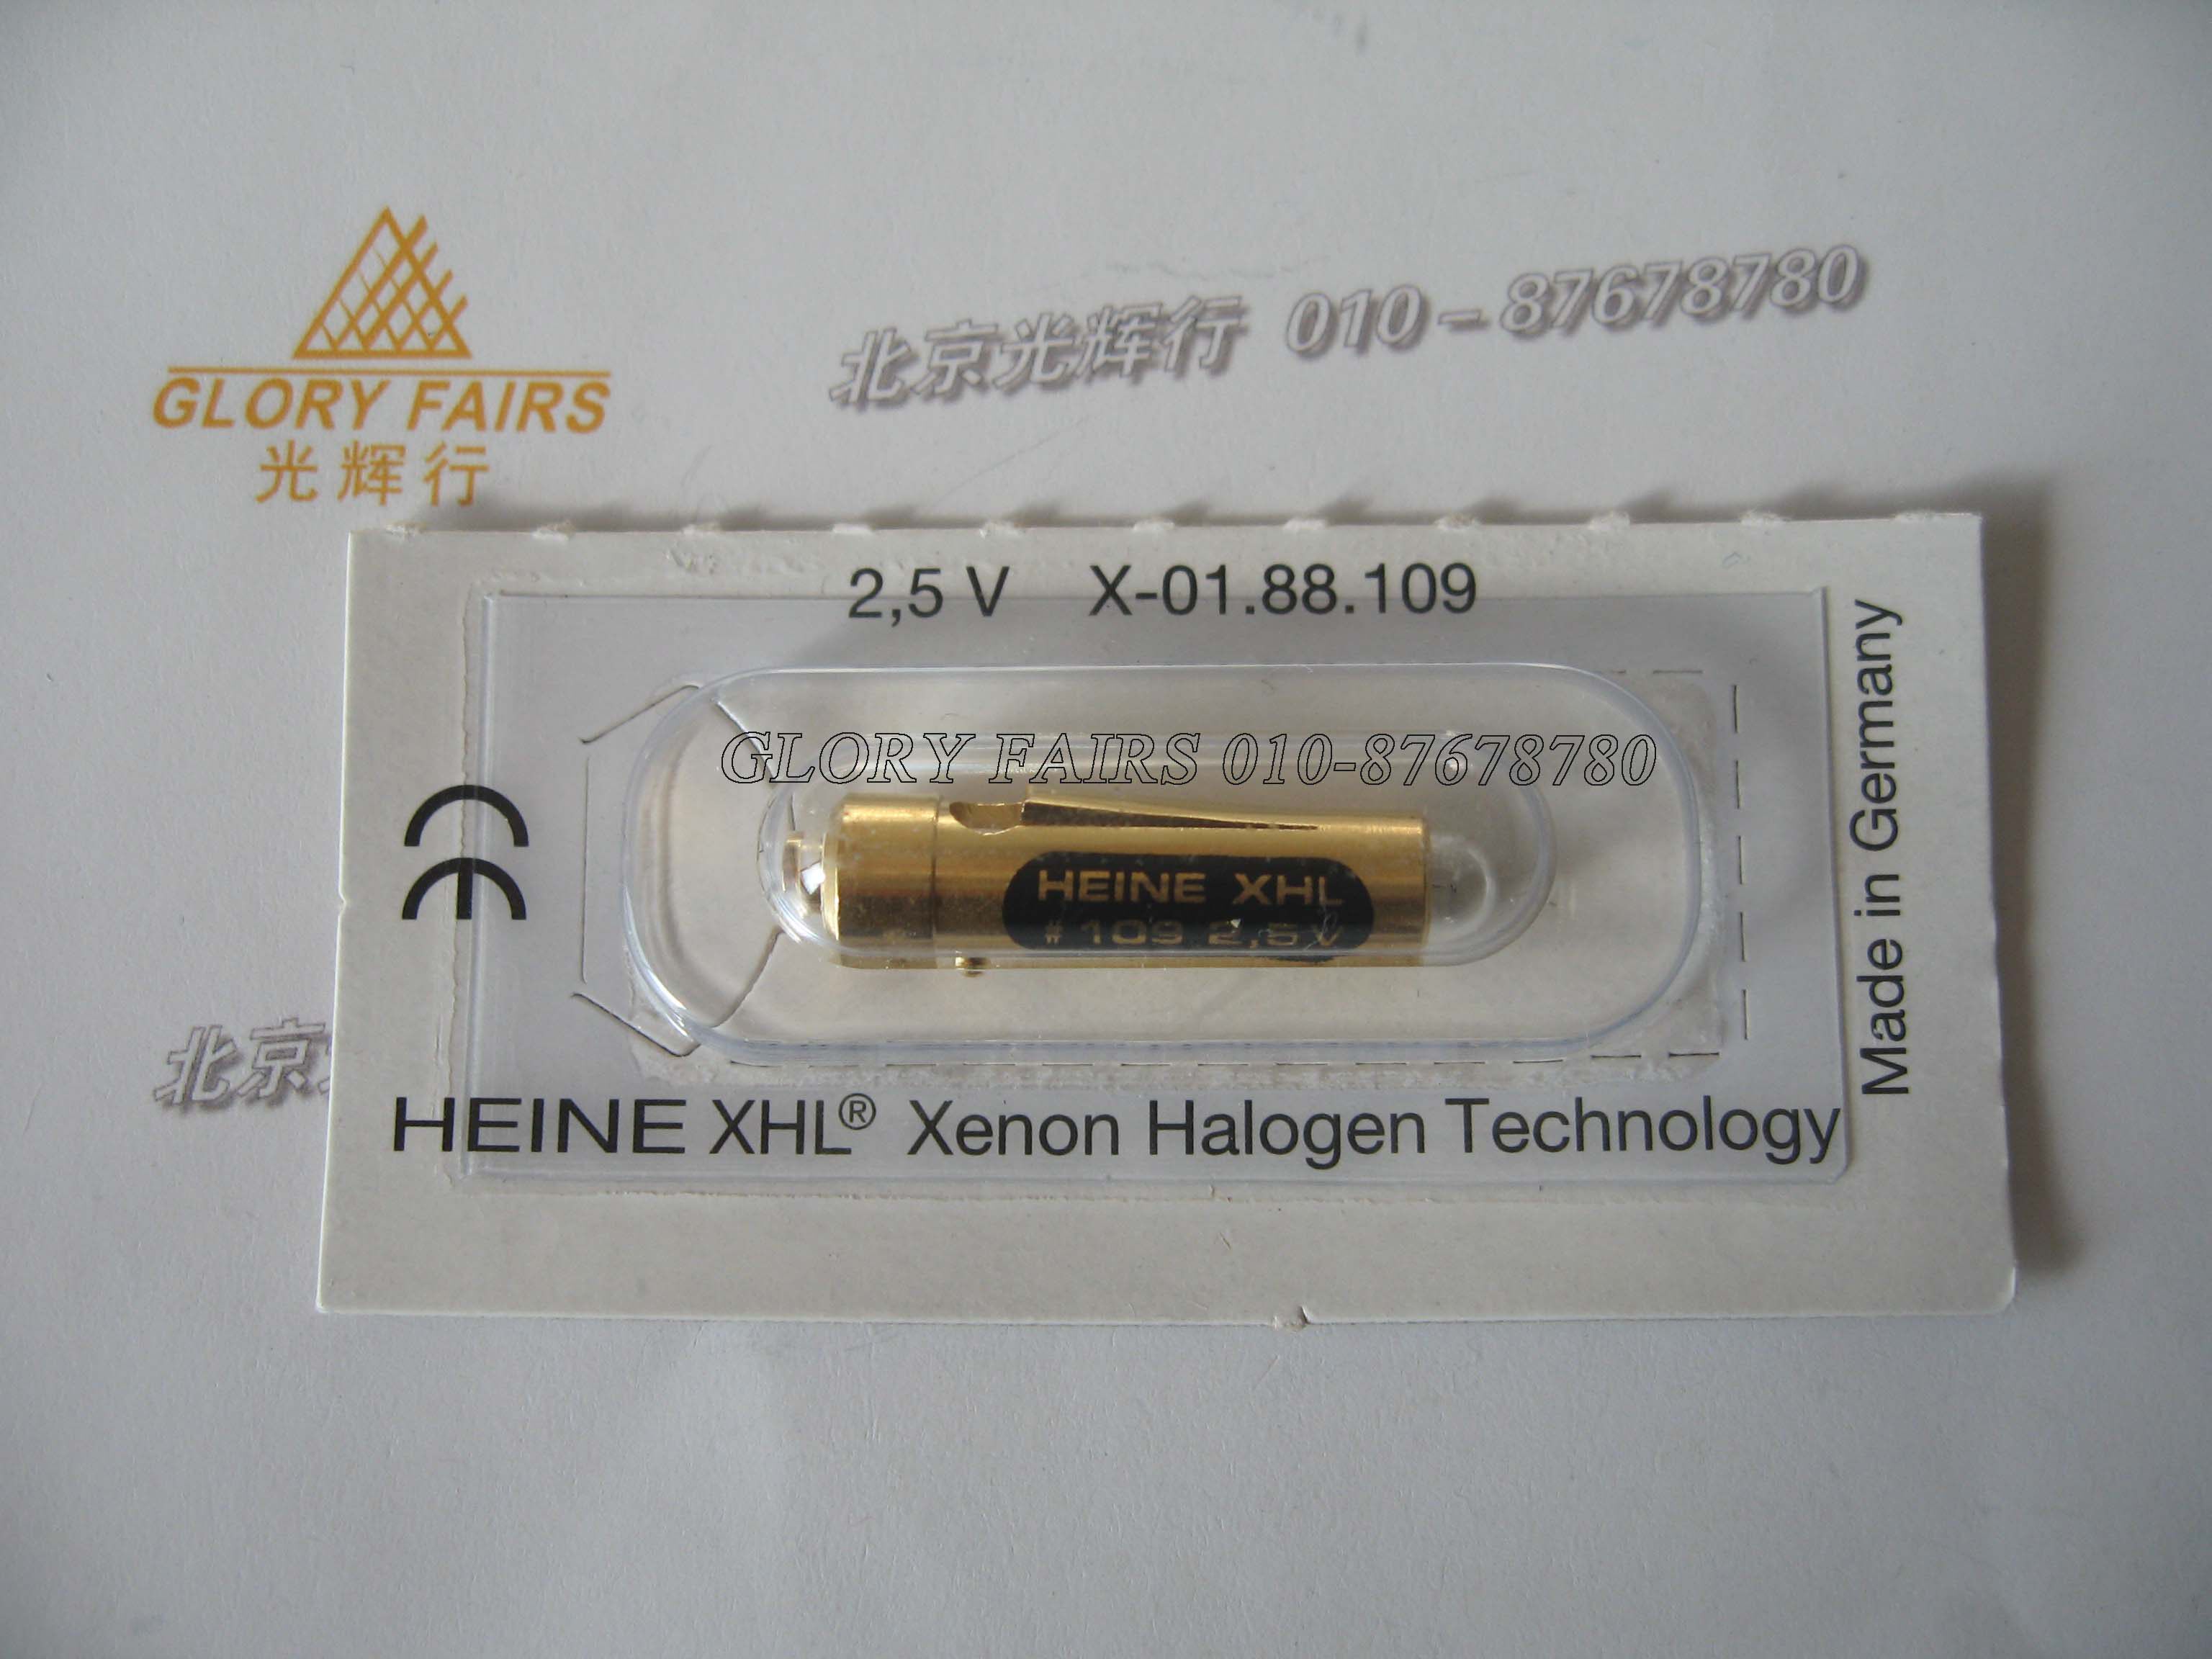 GLORY FAIRS
光辉行
北京光辉行 010-87678780
2,5 V X-01.88.109
GLORY FAIRS 010-87678780
HEINE XHL
# 109 2,5 V
CE
Made in Germany
北京
HEINE XHL® Xenon Halogen Technology